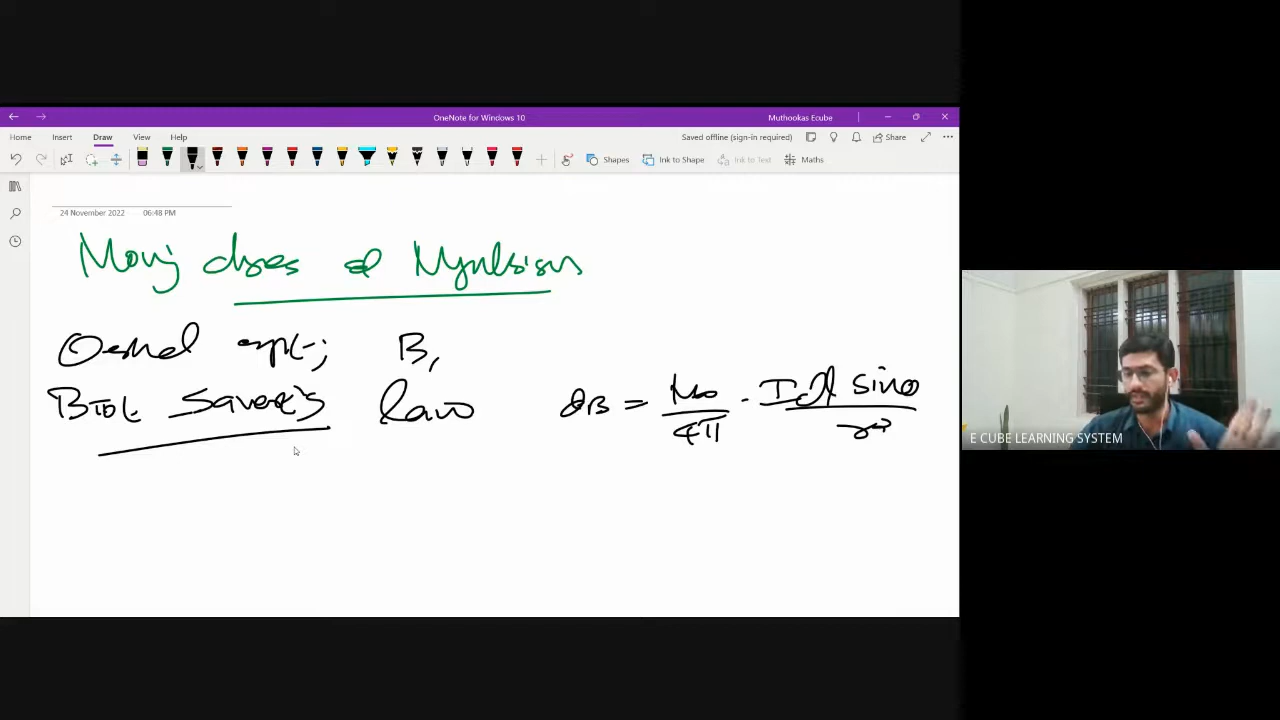 OneNote for Windows 10
Muthookas Ecube
Home Insert Draw View Help
Saved offline (sign-in required)
Share
Shapes
Ink to Shape
Ink to Text
Maths
24 November 2022 06:48 PM
Moving charges & Magnetism
Oersted expt; B,
Biot Savart's law dB = μ₀/4π · Idl sinθ/r²
E CUBE LEARNING SYSTEM